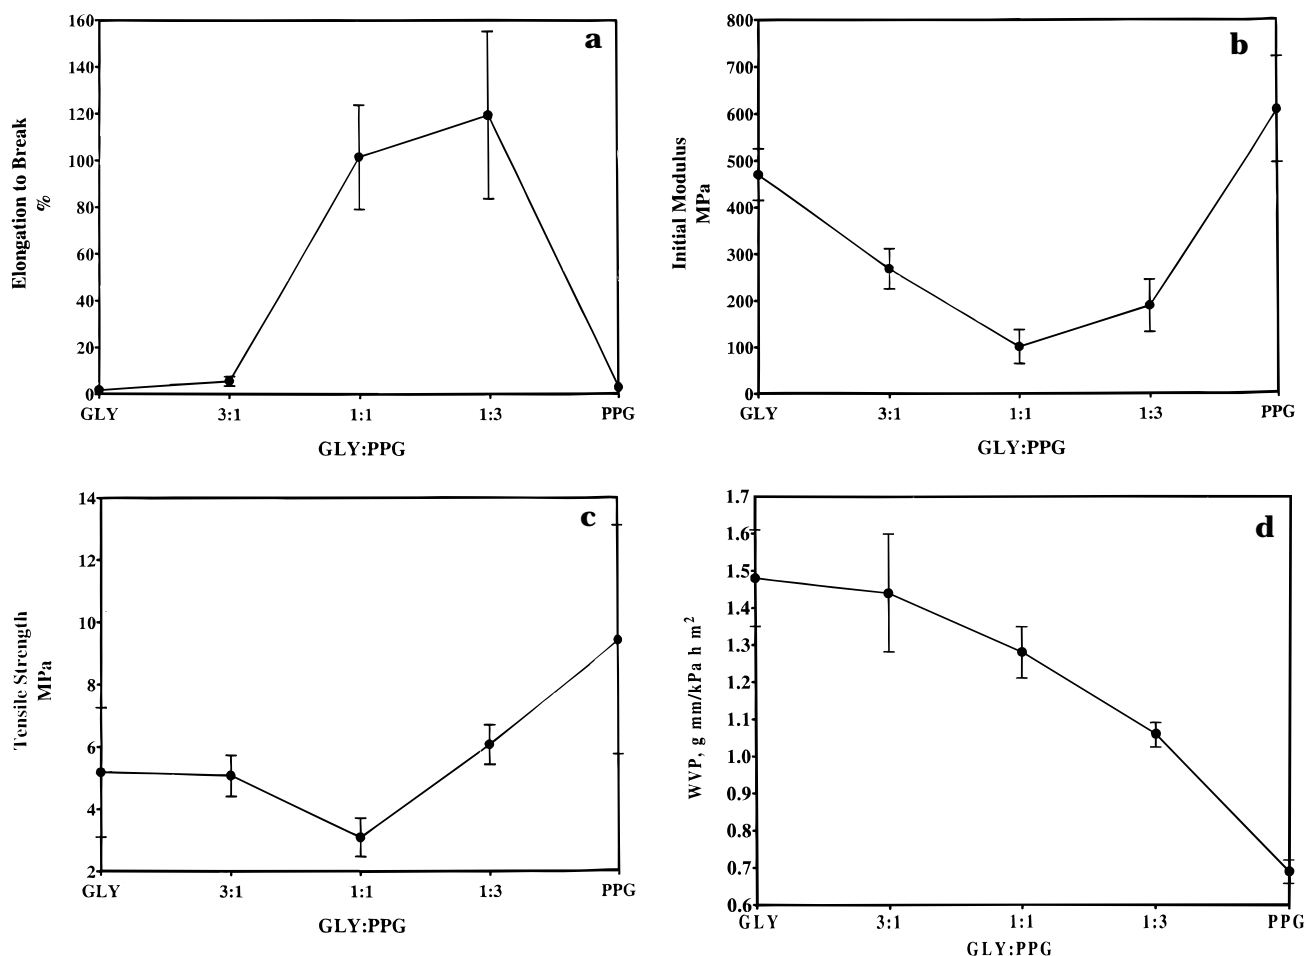 a
160
140
120
100
80
60
40
20
0
Elongation to Break
%
GLY 3:1 1:1 1:3 PPG
GLY:PPG
b
800
700
600
500
400
300
200
100
0
Initial Modulus
MPa
GLY 3:1 1:1 1:3 PPG
GLY:PPG
c
14
12
10
8
6
4
2
Tensile Strength
MPa
GLY 3:1 1:1 1:3 PPG
GLY:PPG
d
1.7
1.6
1.5
1.4
1.3
1.2
1.1
1.0
0.9
0.8
0.7
0.6
WVP, g mm/kPa h m²
GLY 3:1 1:1 1:3 PPG
GLY:PPG